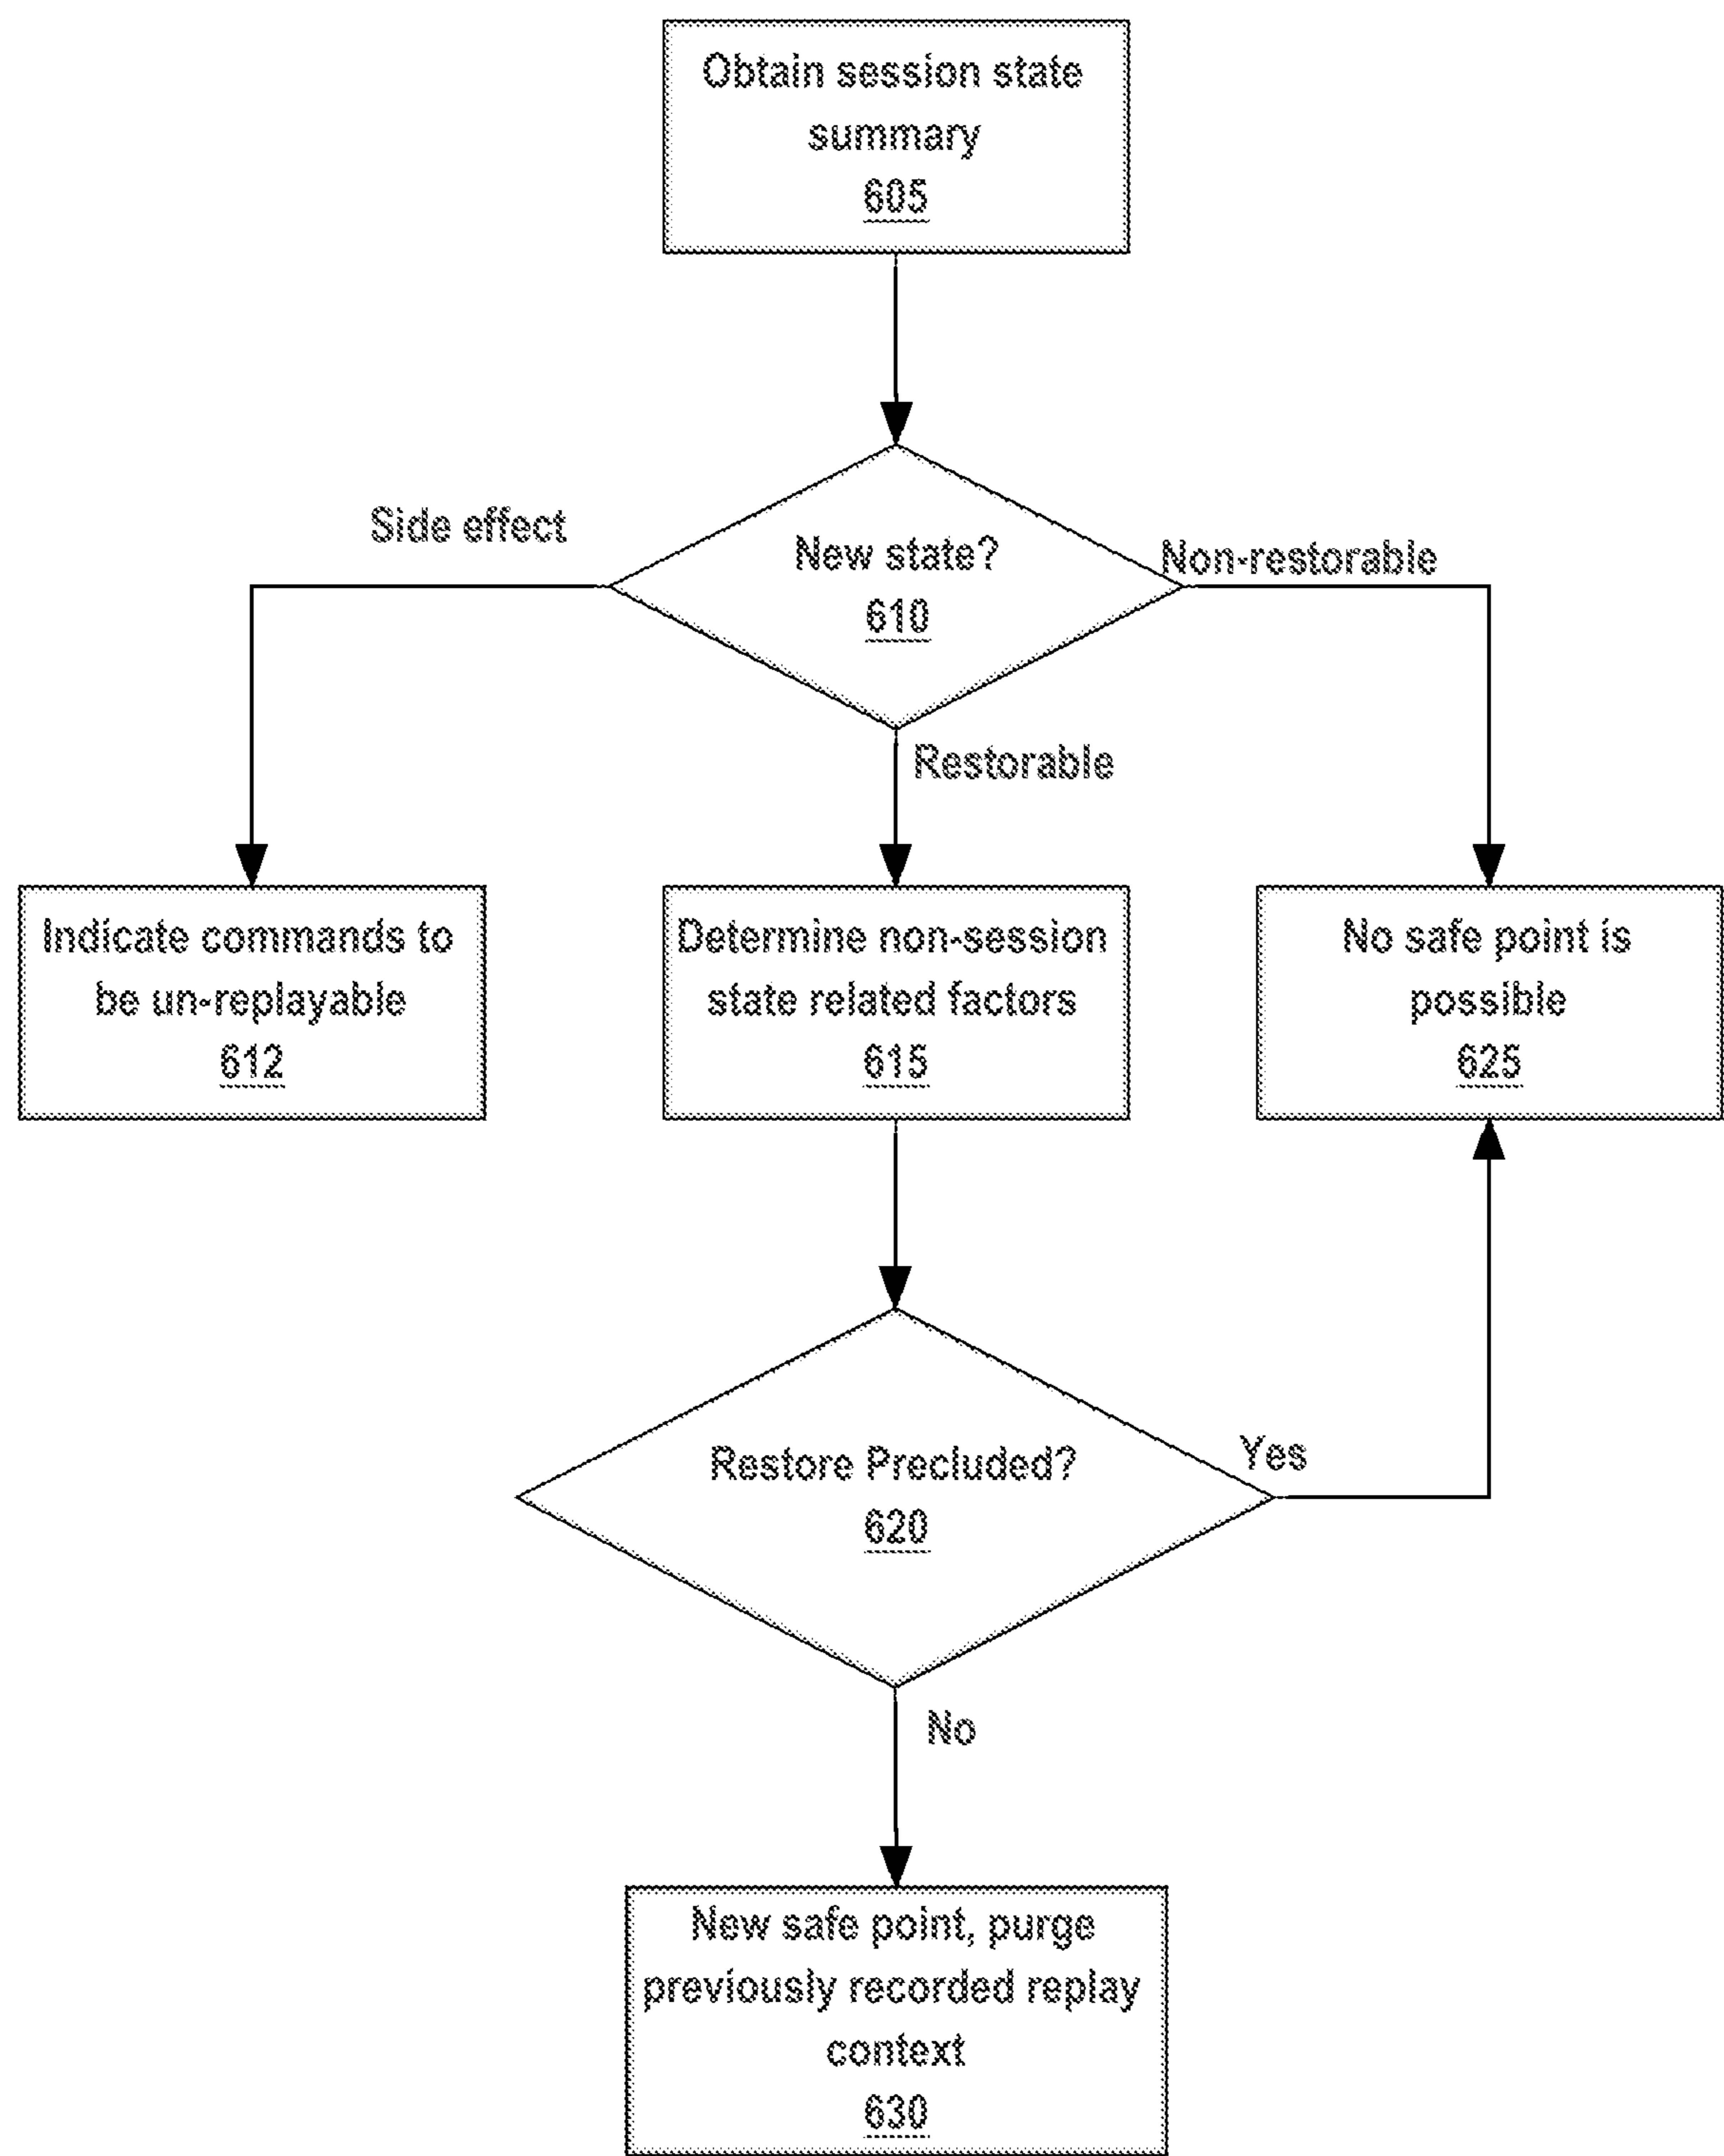 Obtain session state
summary
605
New state?
610
Side effect
Non-restorable
Restorable
Indicate commands to
be un-replayable
612
Determine non-session
state related factors
615
No safe point is
possible
625
Restore Precluded?
620
Yes
No
New safe point, purge
previously recorded replay
context
630